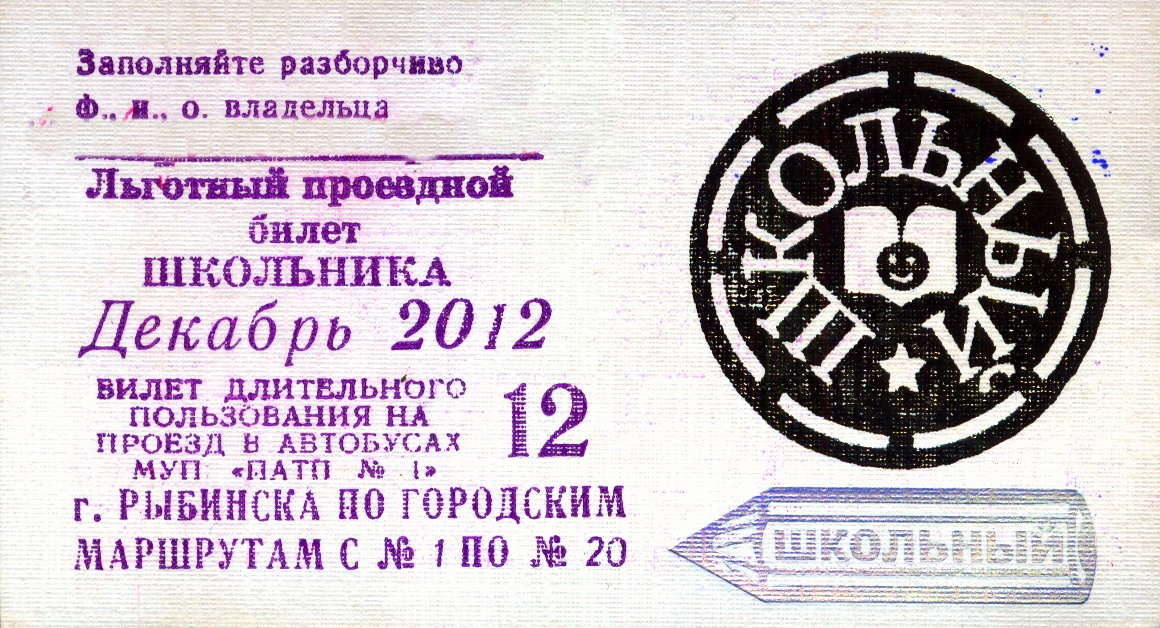 Заполняйте разборчиво
Ф., и., о. владельца
Льготный проездной
билет
ШКОЛЬНИКА
Декабрь 2012
БИЛЕТ ДЛИТЕЛЬНОГО
ПОЛЬЗОВАНИЯ НА
ПРОЕЗД В АВТОБУСАХ
МУП «ПАТП № 1»
12
г. РЫБИНСКА ПО ГОРОДСКИМ
МАРШРУТАМ С № 1 ПО № 20
ШКОЛЬНЫЙ
ШКОЛЬНЫЙ